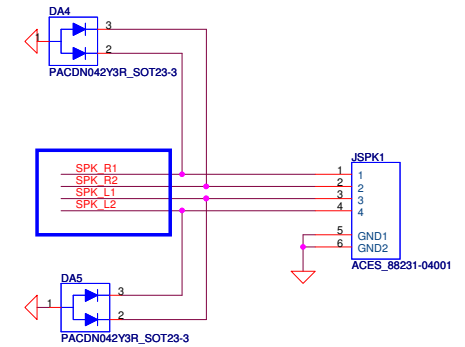 DA4
3
1
2
PACDN042Y3R_SOT23-3
JSPK1
SPK_R1 1 1
SPK_R2 2 2
SPK_L1 3 3
SPK_L2 4 4
5 GND1
6 GND2
ACES_88231-04001
DA5
3
1
2
PACDN042Y3R_SOT23-3